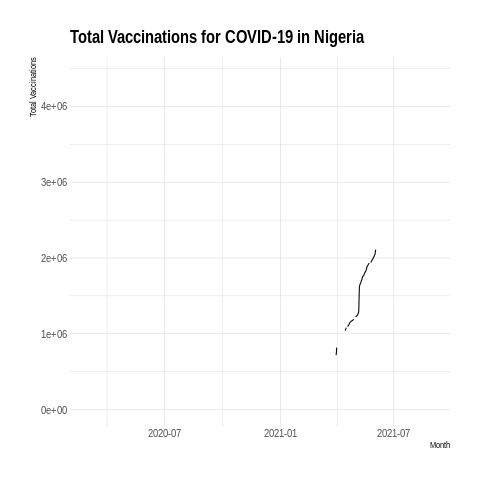 Total Vaccinations for COVID-19 in Nigeria
Total Vaccinations
4e+06
3e+06
2e+06
1e+06
0e+00
2020-07
2021-01
2021-07
Month